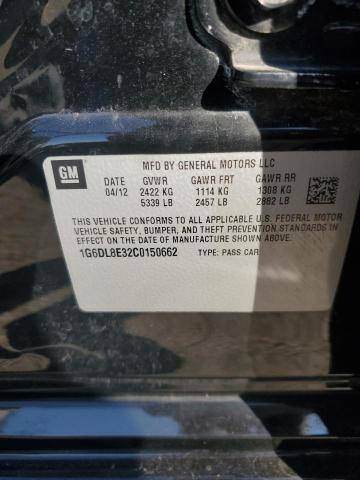 GM
MFD BY GENERAL MOTORS LLC
DATE GVWR GAWR FRT GAWR RR
04/12 2422 KG 1114 KG 1308 KG
5339 LB 2457 LB 2882 LB
THIS VEHICLE CONFORMS TO ALL APPLICABLE U.S. FEDERAL MOTOR
VEHICLE SAFETY, BUMPER, AND THEFT PREVENTION STANDARDS IN
EFFECT ON THE DATE OF MANUFACTURE SHOWN ABOVE.
1G6DL8E32C0150662 TYPE: PASS CAR